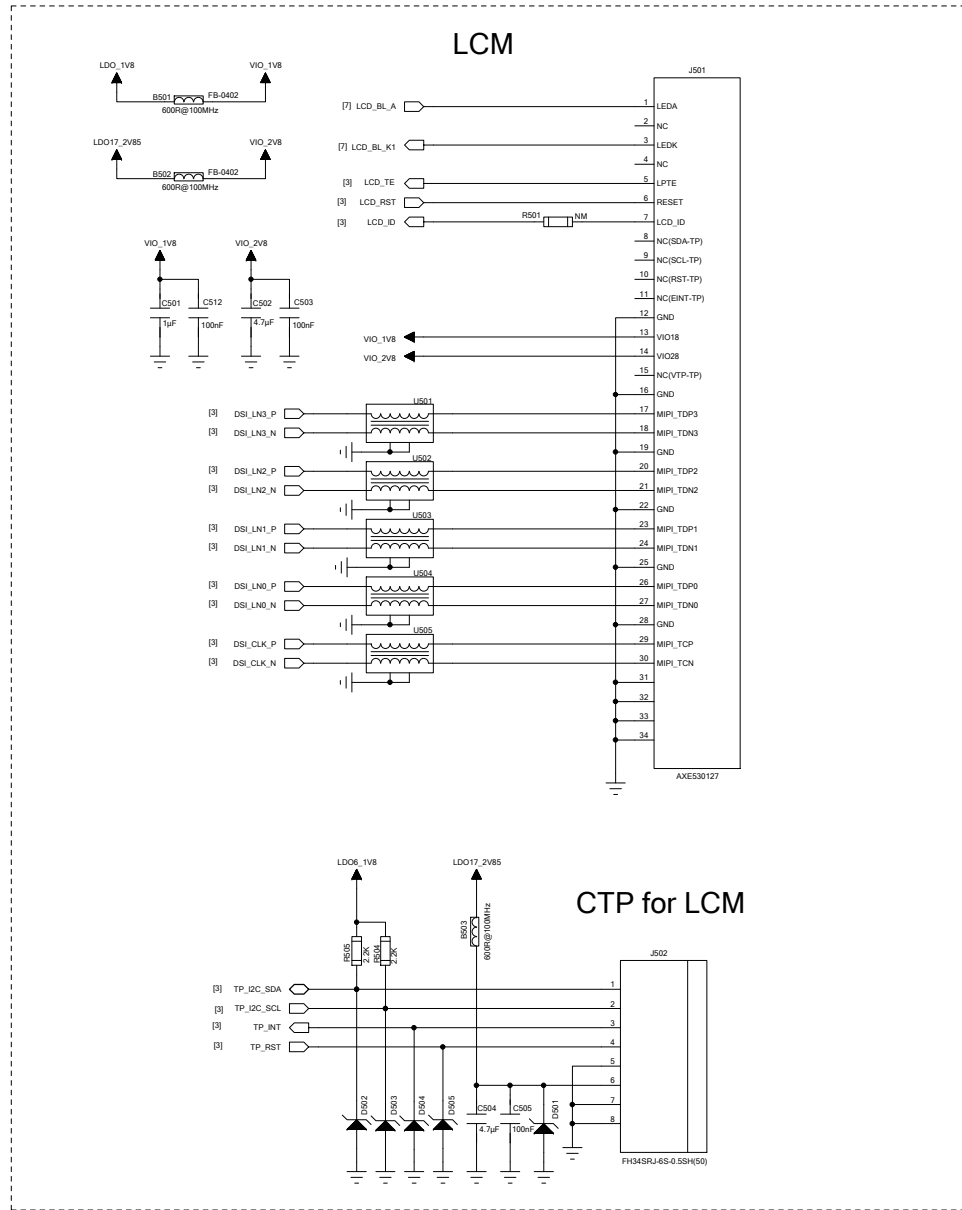 LCM
LDO_1V8
VIO_1V8
B501
FB-0402
600R@100MHz
LDO17_2V85
VIO_2V8
B502
FB-0402
600R@100MHz
VIO_1V8
VIO_2V8
C501
1μF
C512
100nF
C502
4.7μF
C503
100nF
J501
[7] LCD_BL_A
1 LEDA
2 NC
[7] LCD_BL_K1
3 LEDK
4 NC
[3] LCD_TE
5 LPTE
[3] LCD_RST
6 RESET
[3] LCD_ID
R501
NM
7 LCD_ID
8 NC(SDA-TP)
9 NC(SCL-TP)
10 NC(RST-TP)
11 NC(EINT-TP)
12 GND
VIO_1V8
13 VIO18
VIO_2V8
14 VIO28
15 NC(VTP-TP)
16 GND
U501
[3] DSI_LN3_P
17 MIPI_TDP3
[3] DSI_LN3_N
18 MIPI_TDN3
19 GND
U502
[3] DSI_LN2_P
20 MIPI_TDP2
[3] DSI_LN2_N
21 MIPI_TDN2
22 GND
U503
[3] DSI_LN1_P
23 MIPI_TDP1
[3] DSI_LN1_N
24 MIPI_TDN1
25 GND
U504
[3] DSI_LN0_P
26 MIPI_TDP0
[3] DSI_LN0_N
27 MIPI_TDN0
28 GND
U505
[3] DSI_CLK_P
29 MIPI_TCP
[3] DSI_CLK_N
30 MIPI_TCN
31
32
33
34
AXE530127
CTP for LCM
LDO6_1V8
LDO17_2V85
R505
2.2K
R504
2.2K
B503
600R@100MHz
J502
[3] TP_I2C_SDA
1
[3] TP_I2C_SCL
2
[3] TP_INT
3
[3] TP_RST
4
5
6
7
8
D502
D503
D504
D505
C504
4.7μF
C505
100nF
D501
FH34SRJ-6S-0.5SH(50)